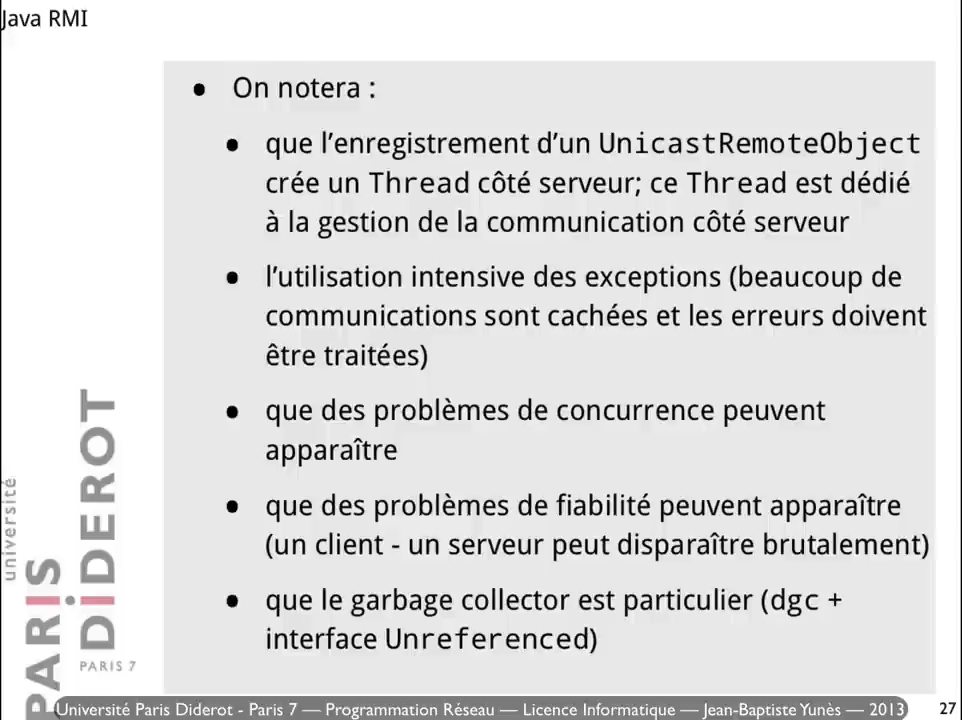 Java RMI
• On notera :
• que l’enregistrement d’un UnicastRemoteObject
crée un Thread côté serveur; ce Thread est dédié
à la gestion de la communication côté serveur
• l’utilisation intensive des exceptions (beaucoup de
communications sont cachées et les erreurs doivent
être traitées)
• que des problèmes de concurrence peuvent
apparaître
• que des problèmes de fiabilité peuvent apparaître
(un client - un serveur peut disparaître brutalement)
• que le garbage collector est particulier (dgc +
interface Unreferenced)
université
PARIS
DiDEROT
PARIS 7
Université Paris Diderot - Paris 7 — Programmation Réseau — Licence Informatique — Jean-Baptiste Yunès — 2013
27